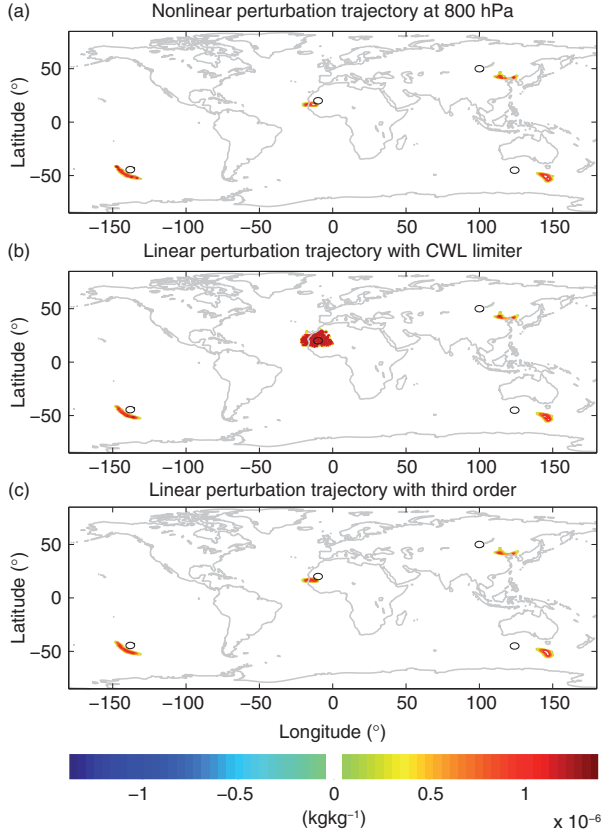 (a)
Nonlinear perturbation trajectory at 800 hPa
Latitude (°)
50
0
−50
−150 −100 −50 0 50 100 150
(b)
Linear perturbation trajectory with CWL limiter
Latitude (°)
50
0
−50
−150 −100 −50 0 50 100 150
(c)
Linear perturbation trajectory with third order
Latitude (°)
50
0
−50
−150 −100 −50 0 50 100 150
Longitude (°)
−1 −0.5 0 0.5 1
(kgkg⁻¹)
x 10⁻⁶